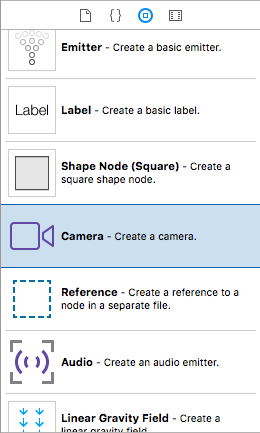 Emitter - Create a basic emitter.
Label
Label - Create a basic label.
Shape Node (Square) - Create a
square shape node.
Camera - Create a camera.
Reference - Create a reference to a
node in a separate file.
Audio - Create an audio emitter.
Linear Gravity Field - Create a
linear gravity field.